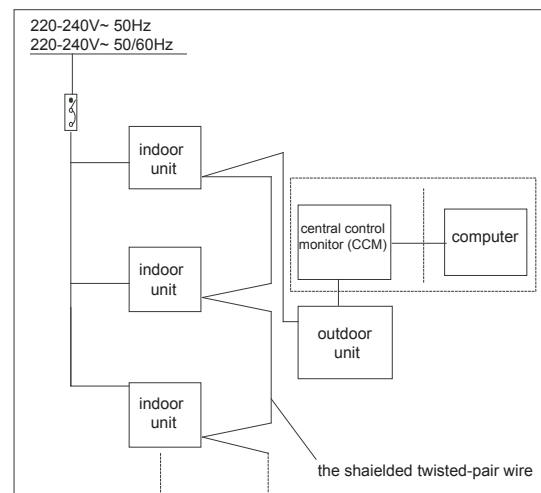 220-240V~ 50Hz
220-240V~ 50/60Hz
indoor
unit
central control
monitor (CCM)
computer
indoor
unit
outdoor
unit
indoor
unit
the shaielded twisted-pair wire